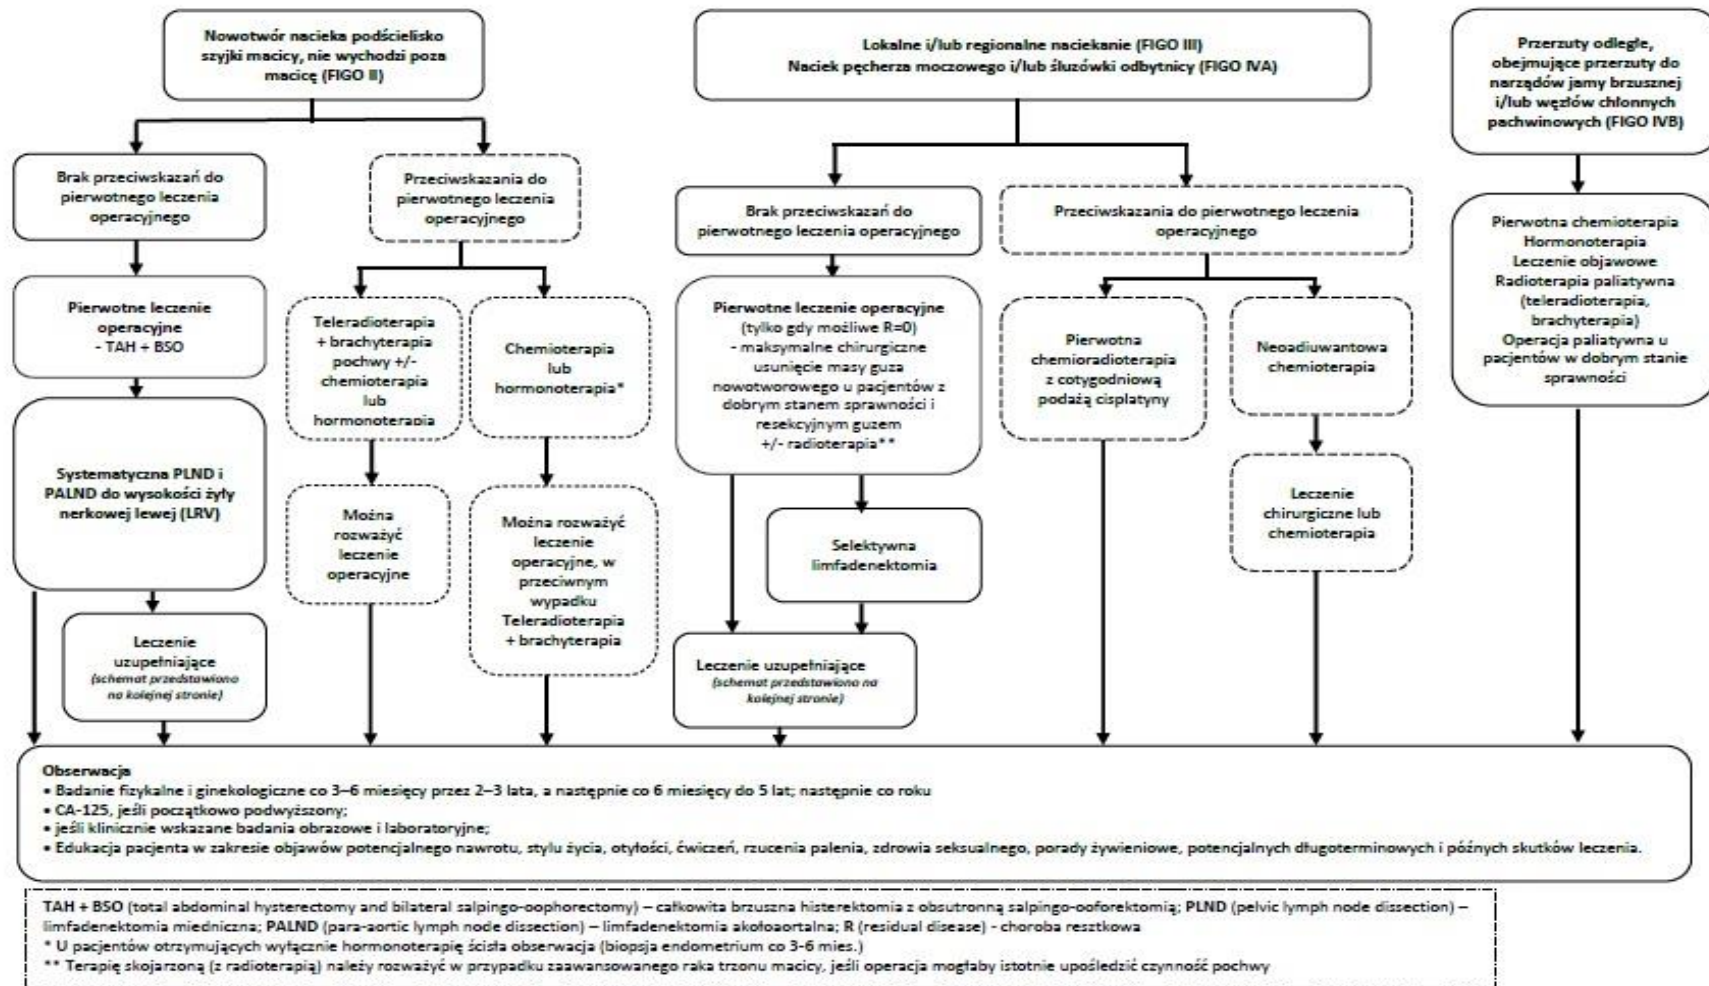 Nowotwór nacieka podścielisko
szyjki macicy, nie wychodzi poza
macicę (FIGO II)
Brak przeciwskazań do
pierwotnego leczenia
operacyjnego
Przeciwskazania do
pierwotnego leczenia
operacyjnego
Pierwotne leczenie
operacyjne
- TAH + BSO
Systematyczna PLND i
PALND do wysokości żyły
nerkowej lewej (LRV)
Leczenie
uzupełniające
(schemat przedstawiono
na kolejnej stronie)
Teleradioterapia
+ brachyterapia
pochwy +/-
chemioterapia
lub
hormonoterapia
Można
rozważyć
leczenie
operacyjne
Chemioterapia
lub
hormonoterapia*
Można rozważyć
leczenie
operacyjne, w
przeciwnym
wypadku
Teleradioterapia
+ brachyterapia
Lokalne i/lub regionalne naciekanie (FIGO III)
Naciek pęcherza moczowego i/lub śluzówki odbytnicy (FIGO IVA)
Brak przeciwskazań do
pierwotnego leczenia operacyjnego
Przeciwskazania do pierwotnego leczenia
operacyjnego
Pierwotne leczenie operacyjne
(tylko gdy możliwe R=0)
- maksymalne chirurgiczne
usunięcie masy guza
nowotworowego u pacjentów z
dobrym stanem sprawności i
resekcyjnym guzem
+/- radioterapia**
Selektywna
limfadenektomia
Leczenie uzupełniające
(schemat przedstawiono na
kolejnej stronie)
Pierwotna
chemioradioterapia
z cotygodniową
podażą cisplatyny
Neoadiuwantowa
chemioterapia
Leczenie
chirurgiczne lub
chemioterapia
Przerzuty odległe,
obejmujące przerzuty do
narządów jamy brzusznej
i/lub węzłów chłonnych
pachwinowych (FIGO IVB)
Pierwotna chemioterapia
Hormonoterapia
Leczenie objawowe
Radioterapia paliatywna
(teleradioterapia,
brachyterapia)
Operacja paliatywna u
pacjentów w dobrym stanie
sprawności
Obserwacja
• Badanie fizykalne i ginekologiczne co 3–6 miesięcy przez 2–3 lata, a następnie co 6 miesięcy do 5 lat; następnie co roku
• CA-125, jeśli początkowo podwyższony;
• jeśli klinicznie wskazane badania obrazowe i laboratoryjne;
• Edukacja pacjenta w zakresie objawów potencjalnego nawrotu, stylu życia, otyłości, ćwiczeń, rzucenia palenia, zdrowia seksualnego, porady żywieniowe, potencjalnych długoterminowych i późnych skutków leczenia.
TAH + BSO (total abdominal hysterectomy and bilateral salpingo-oophorectomy) – całkowita brzuszna histerektomia z obsutronną salpingo-ooforektomią; PLND (pelvic lymph node dissection) –
limfadenektomia miedniczna; PALND (para-aortic lymph node dissection) – limfadenektomia akołoaortalna; R (residual disease) - choroba resztkowa
* U pacjentów otrzymujących wyłącznie hormonoterapię ścisła obserwacja (biopsja endometrium co 3-6 mies.)
** Terapię skojarzoną (z radioterapią) należy rozważyć w przypadku zaawansowanego raka trzonu macicy, jeśli operacja mogłaby istotnie upośledzić czynność pochwy